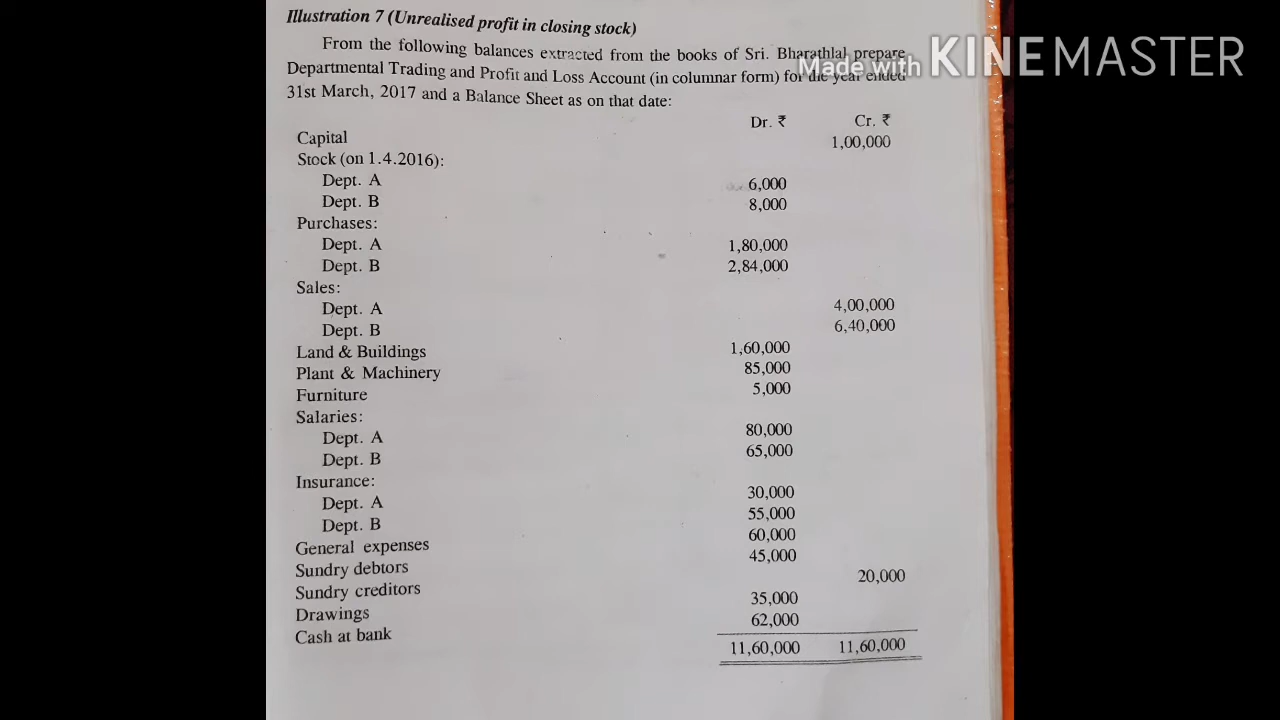 Illustration 7 (Unrealised profit in closing stock)
From the following balances extracted from the books of Sri. Bharathlal prepare
Made with KINEMASTER
Departmental Trading and Profit and Loss Account (in columnar form) for the year ended
31st March, 2017 and a Balance Sheet as on that date:
Dr. ₹ Cr. ₹
Capital 1,00,000
Stock (on 1.4.2016):
Dept. A 6,000
Dept. B 8,000
Purchases:
Dept. A 1,80,000
Dept. B 2,84,000
Sales:
Dept. A 4,00,000
Dept. B 6,40,000
Land & Buildings 1,60,000
Plant & Machinery 85,000
Furniture 5,000
Salaries:
Dept. A 80,000
Dept. B 65,000
Insurance:
Dept. A 30,000
Dept. B 55,000
General expenses 60,000
Sundry debtors 45,000
Sundry creditors 20,000
Drawings 35,000
Cash at bank 62,000
11,60,000 11,60,000